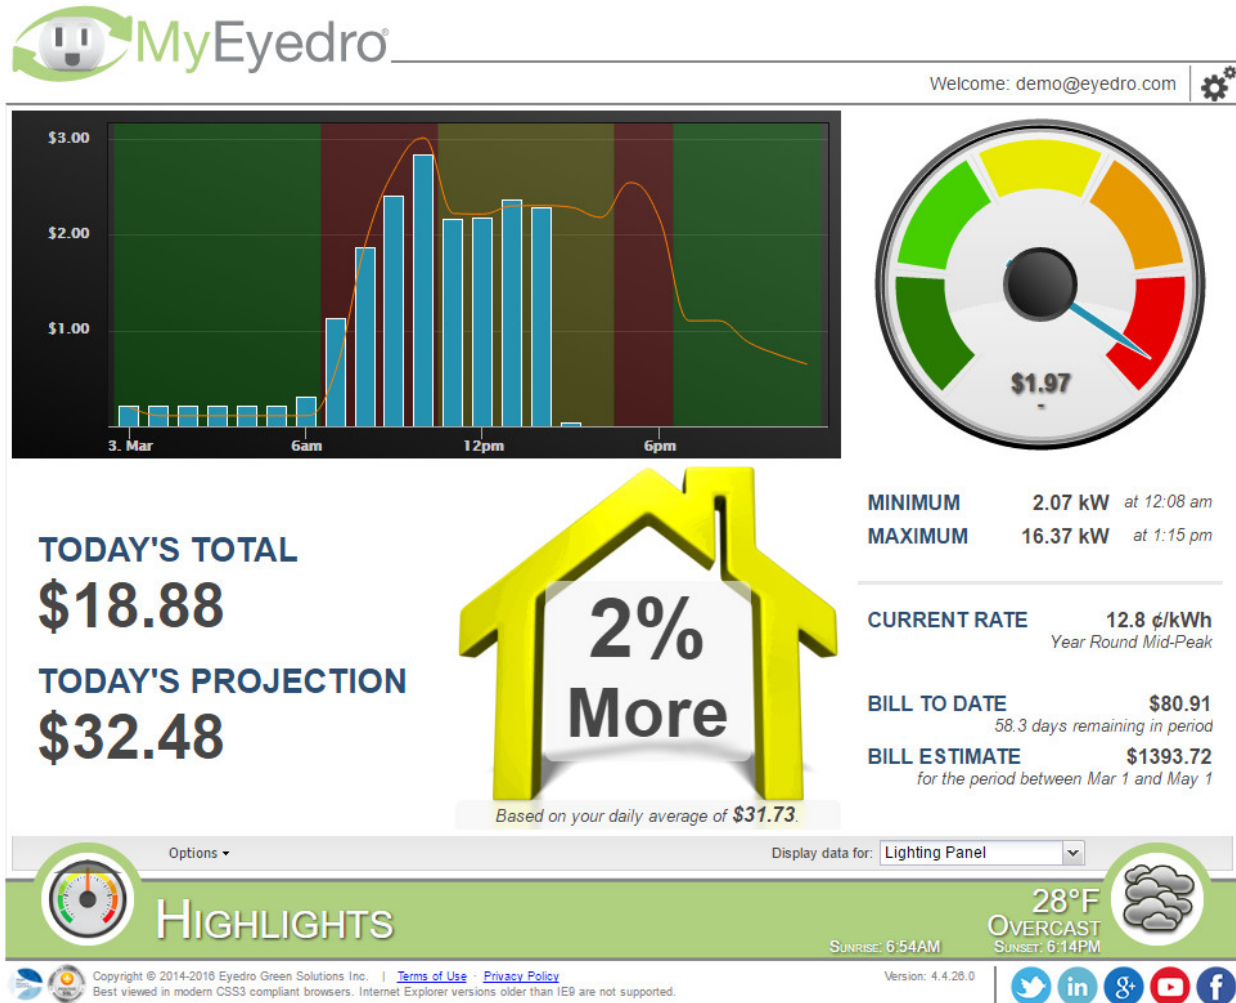 MyEyedro®
Welcome: demo@eyedro.com
$3.00
$2.00
$1.00
3. Mar 6am 12pm 6pm
$1.97
-
MINIMUM 2.07 kW at 12:08 am
MAXIMUM 16.37 kW at 1:15 pm
TODAY'S TOTAL
$18.88
TODAY'S PROJECTION
$32.48
2%
More
Based on your daily average of $31.73.
CURRENT RATE 12.8 ¢/kWh
Year Round Mid-Peak
BILL TO DATE $80.91
58.3 days remaining in period
BILL ESTIMATE $1393.72
for the period between Mar 1 and May 1
Options Display data for: Lighting Panel
HIGHLIGHTS
28°F
OVERCAST
SUNRISE: 6:54AM SUNSET: 6:14PM
Copyright © 2014-2016 Eyedro Green Solutions Inc. | Terms of Use · Privacy Policy
Best viewed in modern CSS3 compliant browsers. Internet Explorer versions older than IE9 are not supported.
Version: 4.4.26.0
in g+ f